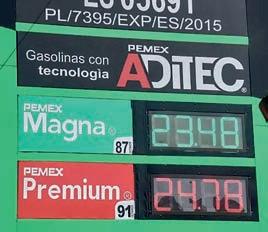 PL/7395/EXP/ES/2015
Gasolinas con
tecnología
PEMEX
ADITEC
PEMEX
Magna
87
23.48
PEMEX
Premium
91
24.78